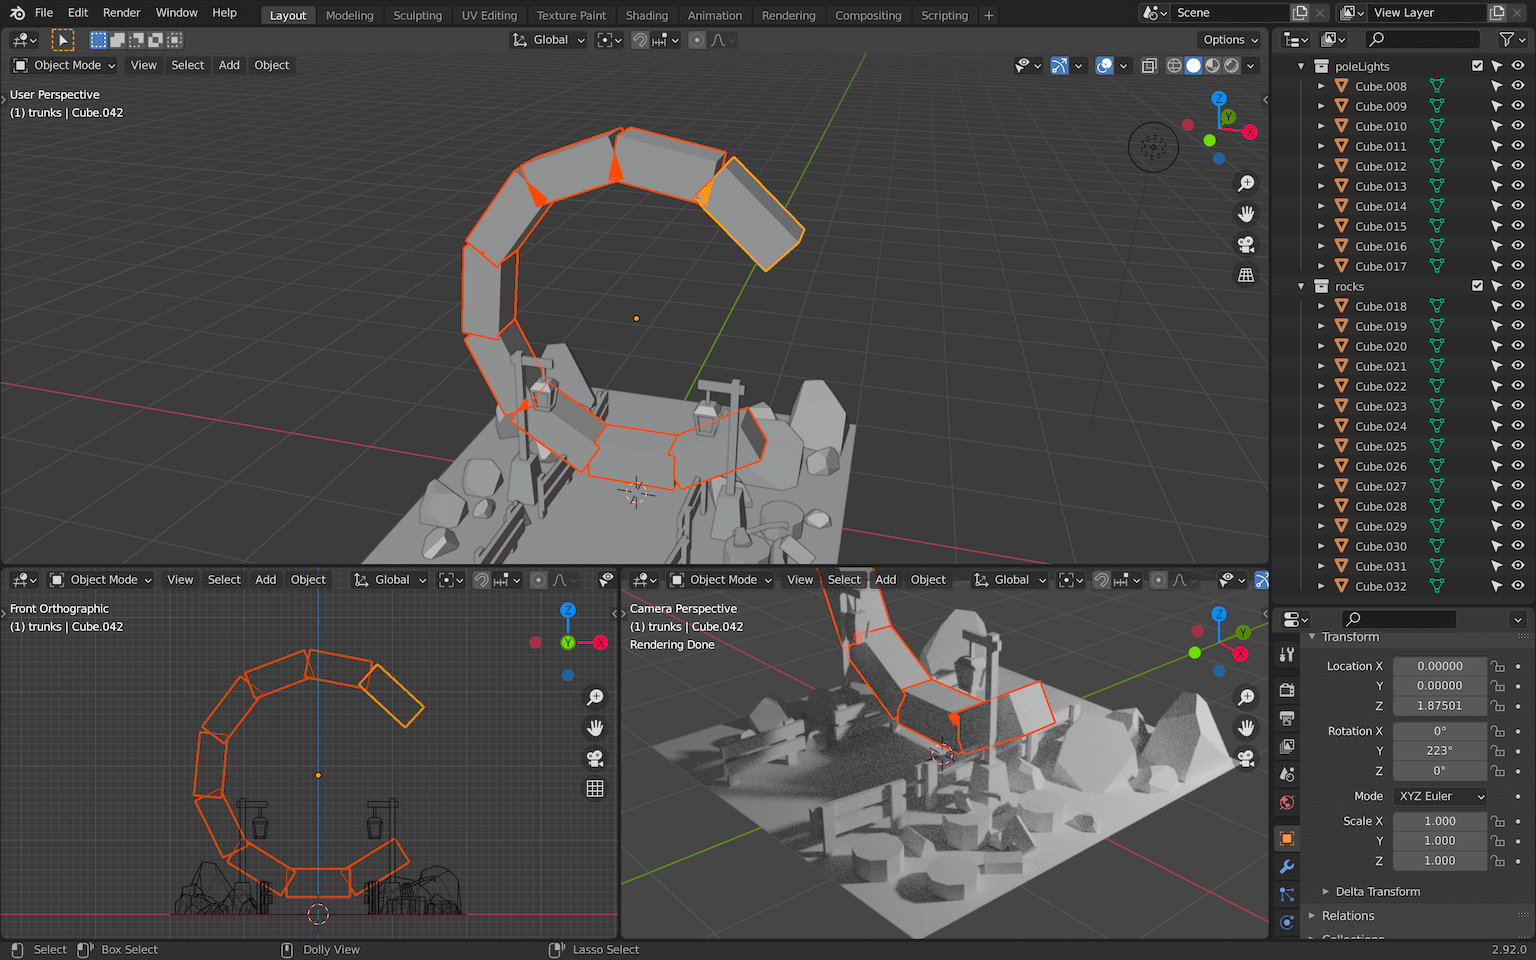 File Edit Render Window Help Layout Modeling Sculpting UV Editing Texture Paint Shading Animation Rendering Compositing Scripting + Scene View Layer
Global Options
Object Mode View Select Add Object
User Perspective
(1) trunks | Cube.042
Z
Y
X
poleLights
Cube.008
Cube.009
Cube.010
Cube.011
Cube.012
Cube.013
Cube.014
Cube.015
Cube.016
Cube.017
rocks
Cube.018
Cube.019
Cube.020
Cube.021
Cube.022
Cube.023
Cube.024
Cube.025
Cube.026
Cube.027
Cube.028
Cube.029
Cube.030
Cube.031
Cube.032
Object Mode View Select Add Object Global
Front Orthographic
(1) trunks | Cube.042
Z
Y
X
Object Mode View Select Add Object Global
Camera Perspective
(1) trunks | Cube.042
Rendering Done
Z
Y
X
Transform
Location X 0.00000
Y 0.00000
Z 1.87501
Rotation X 0°
Y 223°
Z 0°
Mode XYZ Euler
Scale X 1.000
Y 1.000
Z 1.000
Delta Transform
Relations
Collections
Select Box Select Dolly View Lasso Select 2.92.0